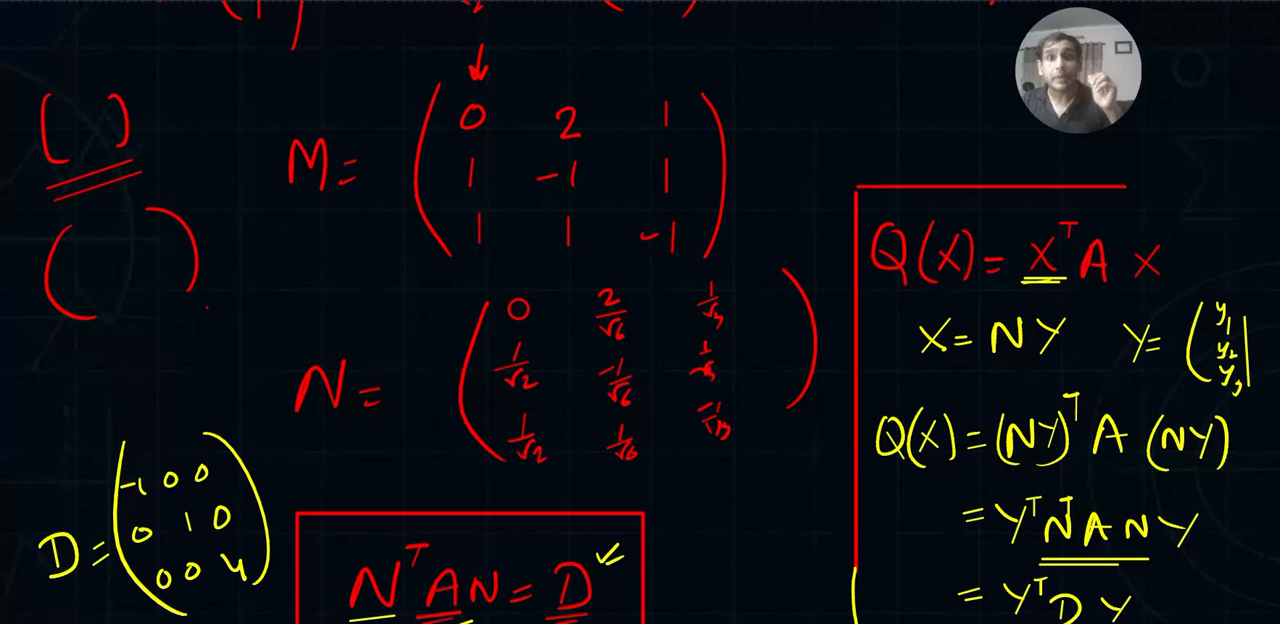 [ ]
( )
M = ( 0 2 1
1 -1 1
1 1 -1 )
N = ( 0 2/√6 1/√3
1/√2 -1/√6 1/√3
1/√2 1/√6 -1/√3 )
D = ( -1 0 0
0 1 0
0 0 4 )
NᵀAN = D ✓
Q(X) = XᵀA X
X = NY Y = ( y₁
y₂
y₃
Q(X) = (NY)ᵀ A (NY)
= YᵀNᵀA N Y
= YᵀD Y